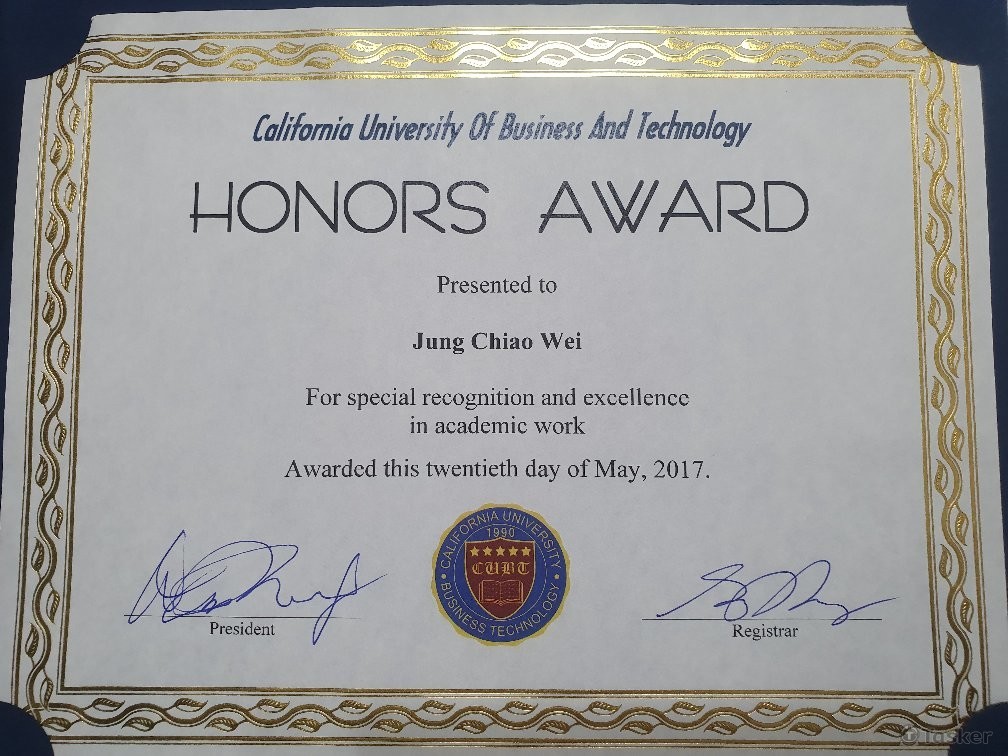 California University Of Business And Technology
HONORS AWARD
Presented to
Jung Chiao Wei
For special recognition and excellence
in academic work
Awarded this twentieth day of May, 2017.
CALIFORNIA UNIVERSITY
1990
CUBT
BUSINESS TECHNOLOGY
President
Registrar
Tasker